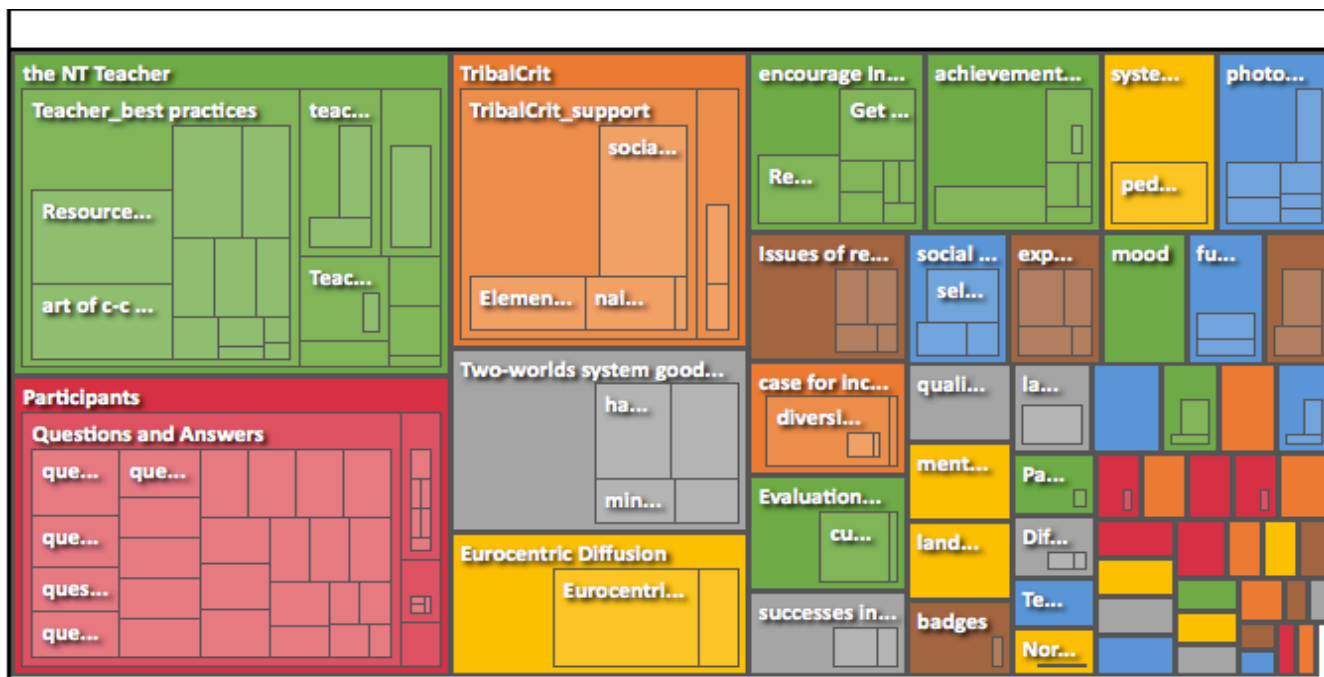 the NT Teacher
Teacher_best practices
teac...
Resource...
Teac...
art of c-c ...
Participants
Questions and Answers
que...
que...
que...
ques...
que...
TribalCrit
TribalCrit_support
socia...
Elemen...
nai...
Two-worlds system good...
ha...
min...
Eurocentric Diffusion
Eurocentri...
encourage In...
Get ...
Re...
achievement...
syste...
ped...
photo...
Issues of re...
social ...
sel...
exp...
mood
fu...
case for inc...
diversi...
quali...
la...
Evaluation...
cu...
ment...
Pa...
land...
Dif...
successes in...
badges
Te...
Nor...